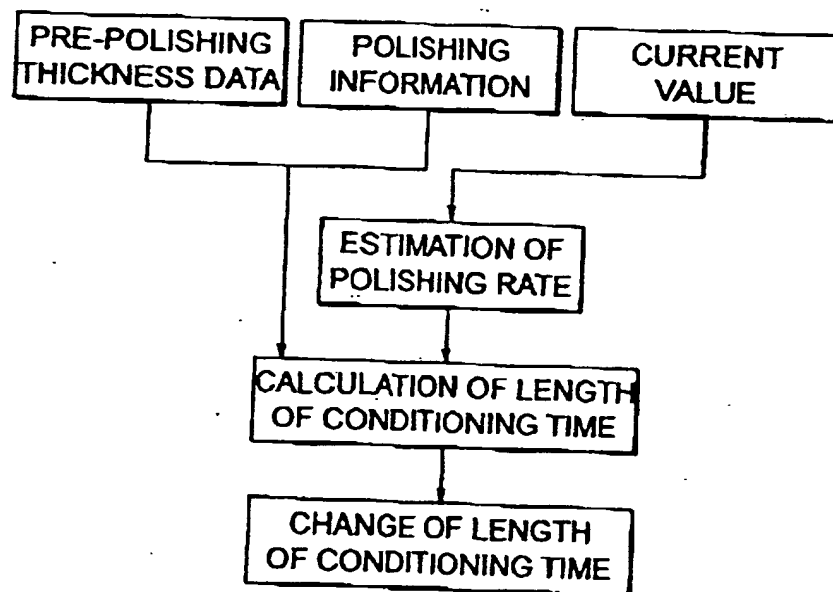 PRE-POLISHING
THICKNESS DATA
POLISHING
INFORMATION
CURRENT
VALUE
ESTIMATION OF
POLISHING RATE
CALCULATION OF LENGTH
OF CONDITIONING TIME
CHANGE OF LENGTH
OF CONDITIONING TIME